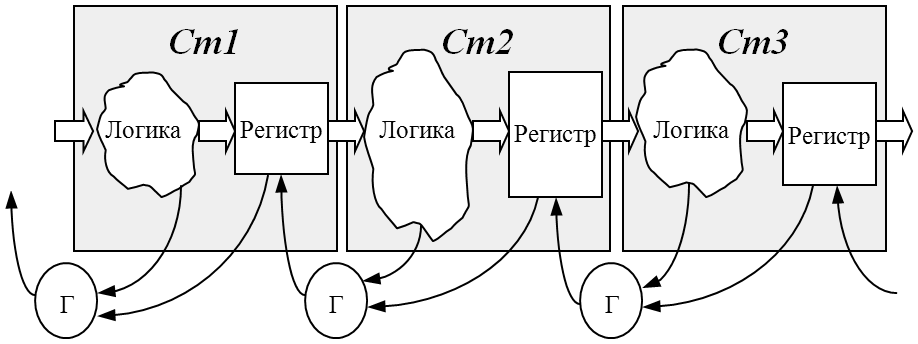 Ст1
Ст2
Ст3
Логика
Регистр
Логика
Регистр
Логика
Регистр
Г
Г
Г